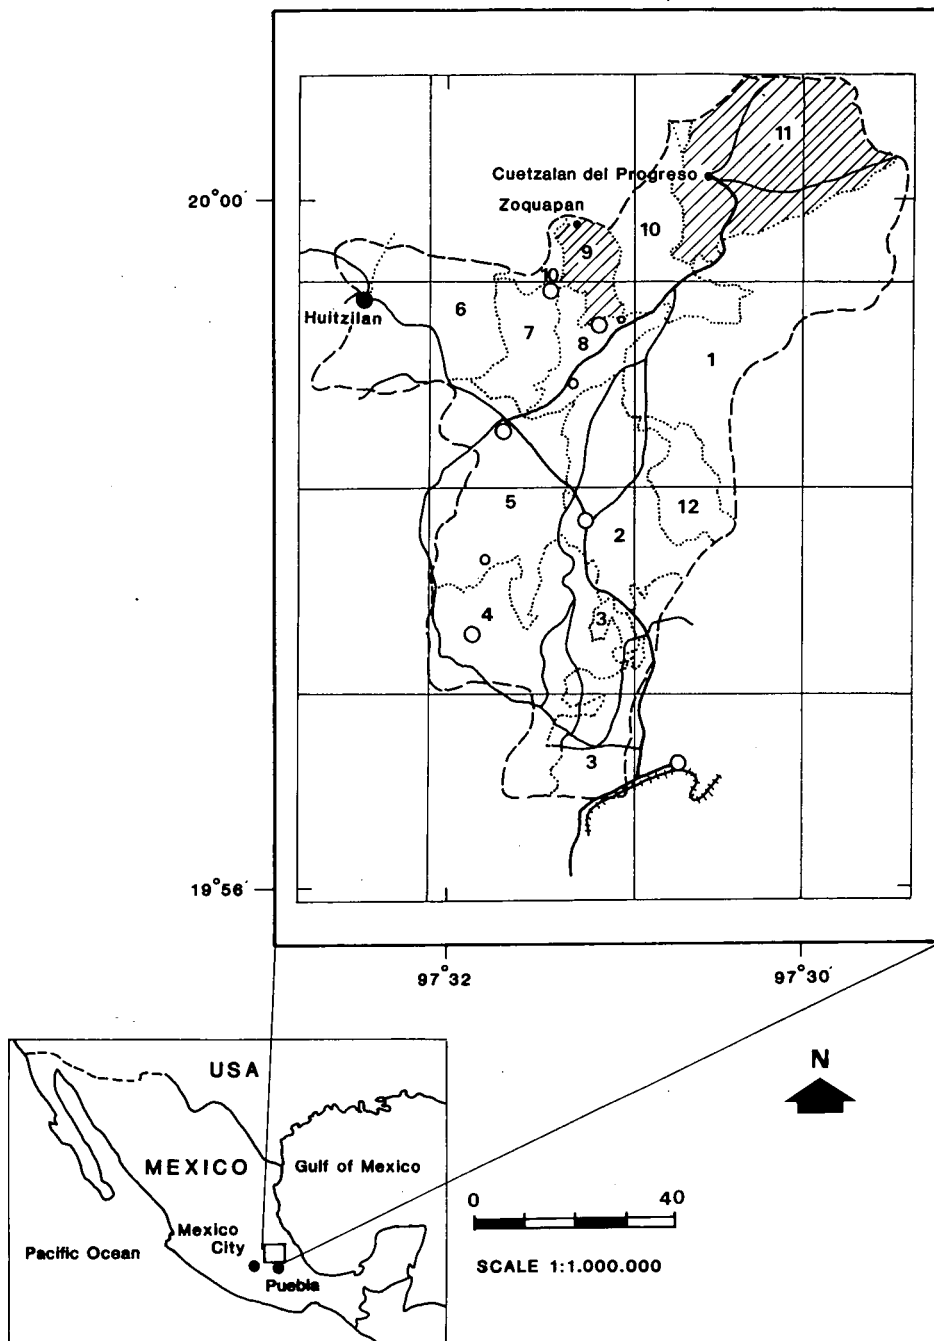 11
Cuetzalan del Progreso
20°00'
Zoquapan
10
9
10
6
Huitzilan
7
8
1
5
12
2
4
3
3
19°56'
97°32
97°30'
USA
N
MEXICO
Gulf of Mexico
0 40
Mexico
City
Pacific Ocean
SCALE 1:1.000.000
Puebla